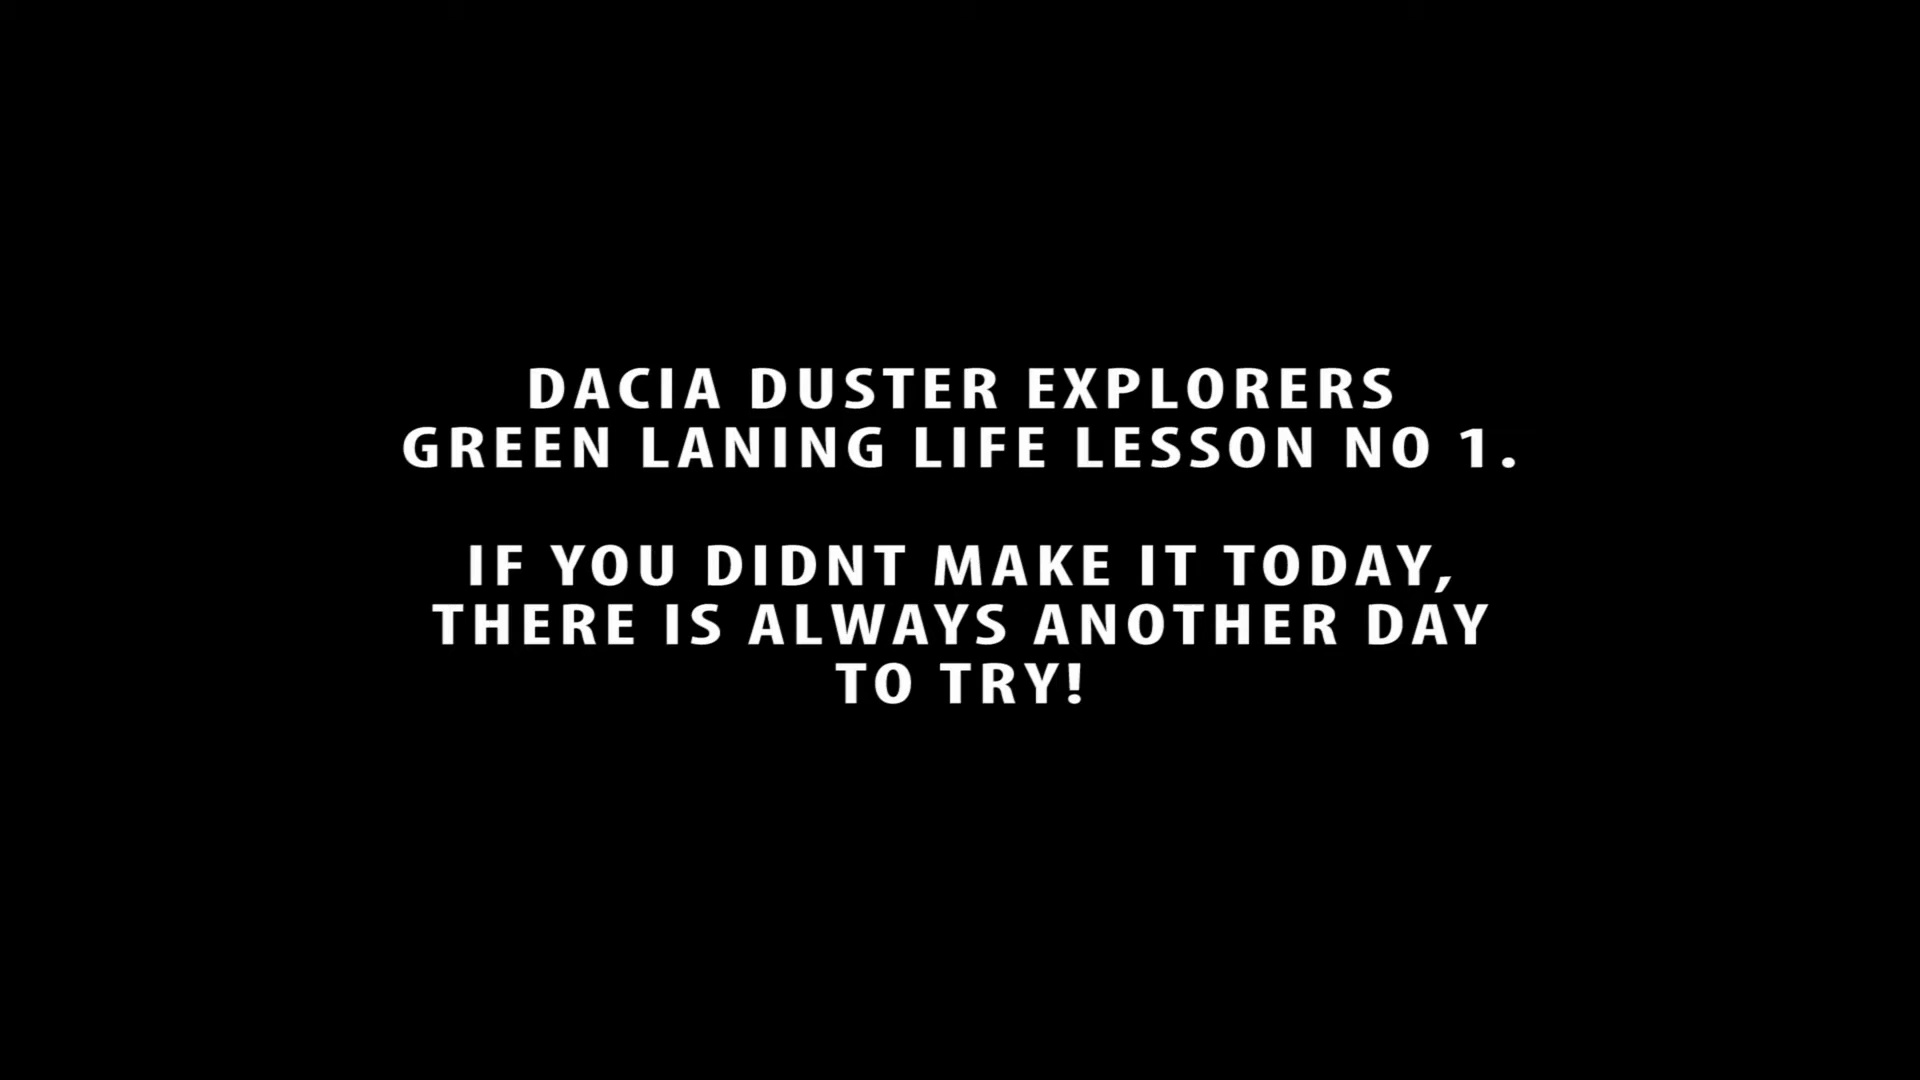 DACIA DUSTER EXPLORERS
GREEN LANING LIFE LESSON NO 1.
IF YOU DIDNT MAKE IT TODAY,
THERE IS ALWAYS ANOTHER DAY
TO TRY!